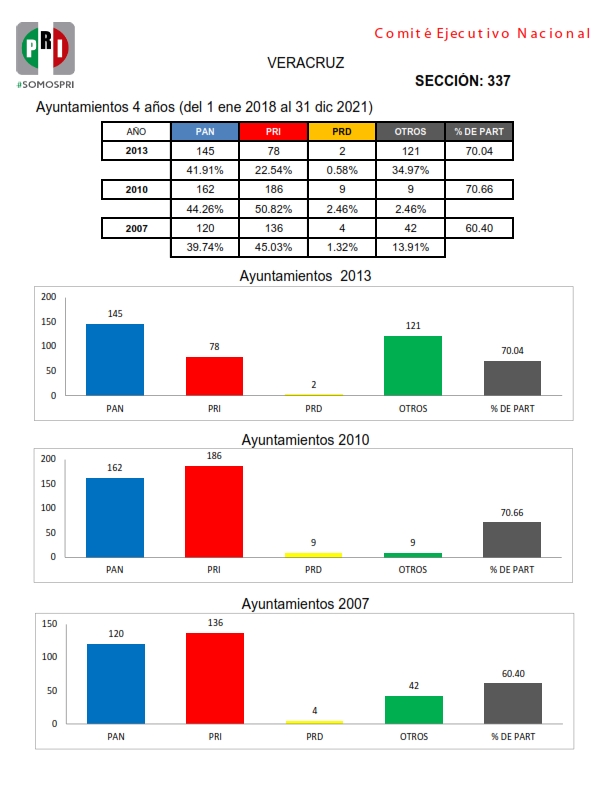 Comité Ejecutivo Nacional
PRI
#SOMOSPRI
VERACRUZ
SECCIÓN: 337
Ayuntamientos 4 años (del 1 ene 2018 al 31 dic 2021)
AÑO PAN PRI PRD OTROS % DE PART
2013 145 78 2 121 70.04
41.91% 22.54% 0.58% 34.97%
2010 162 186 9 9 70.66
44.26% 50.82% 2.46% 2.46%
2007 120 136 4 42 60.40
39.74% 45.03% 1.32% 13.91%
Ayuntamientos 2013
200
150
100
50
0
145 78 2 121 70.04
PAN PRI PRD OTROS % DE PART
Ayuntamientos 2010
200
150
100
50
0
162 186 9 9 70.66
PAN PRI PRD OTROS % DE PART
Ayuntamientos 2007
150
100
50
0
120 136 4 42 60.40
PAN PRI PRD OTROS % DE PART